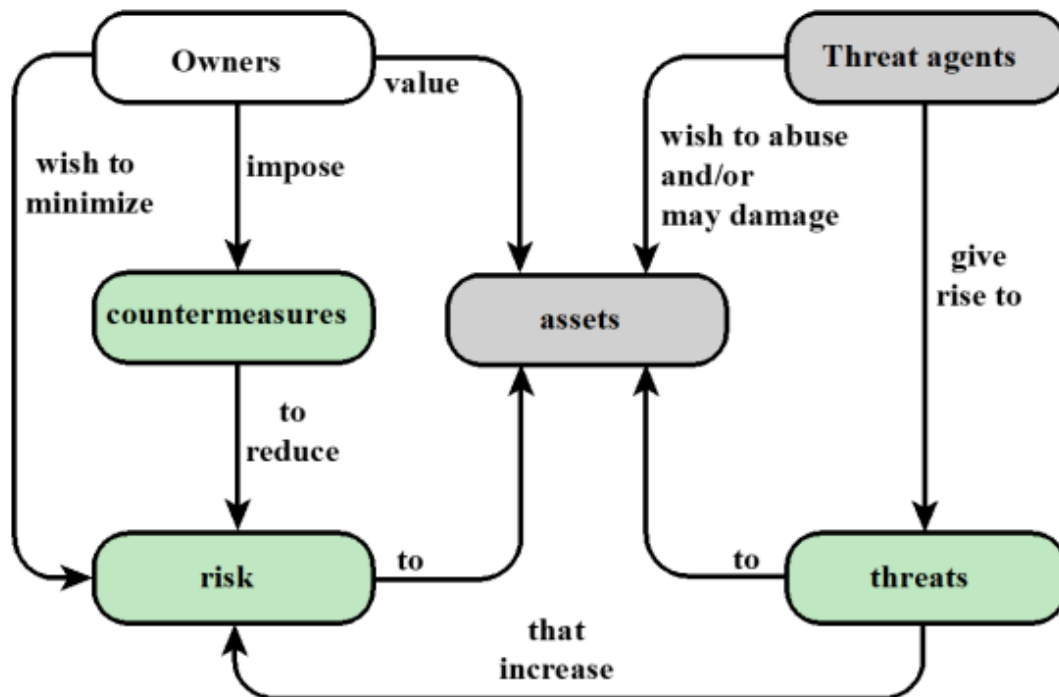 Owners
Threat agents
value
wish to
minimize
impose
wish to abuse
and/or
may damage
give
rise to
countermeasures
assets
to
reduce
risk
to
to
threats
that
increase